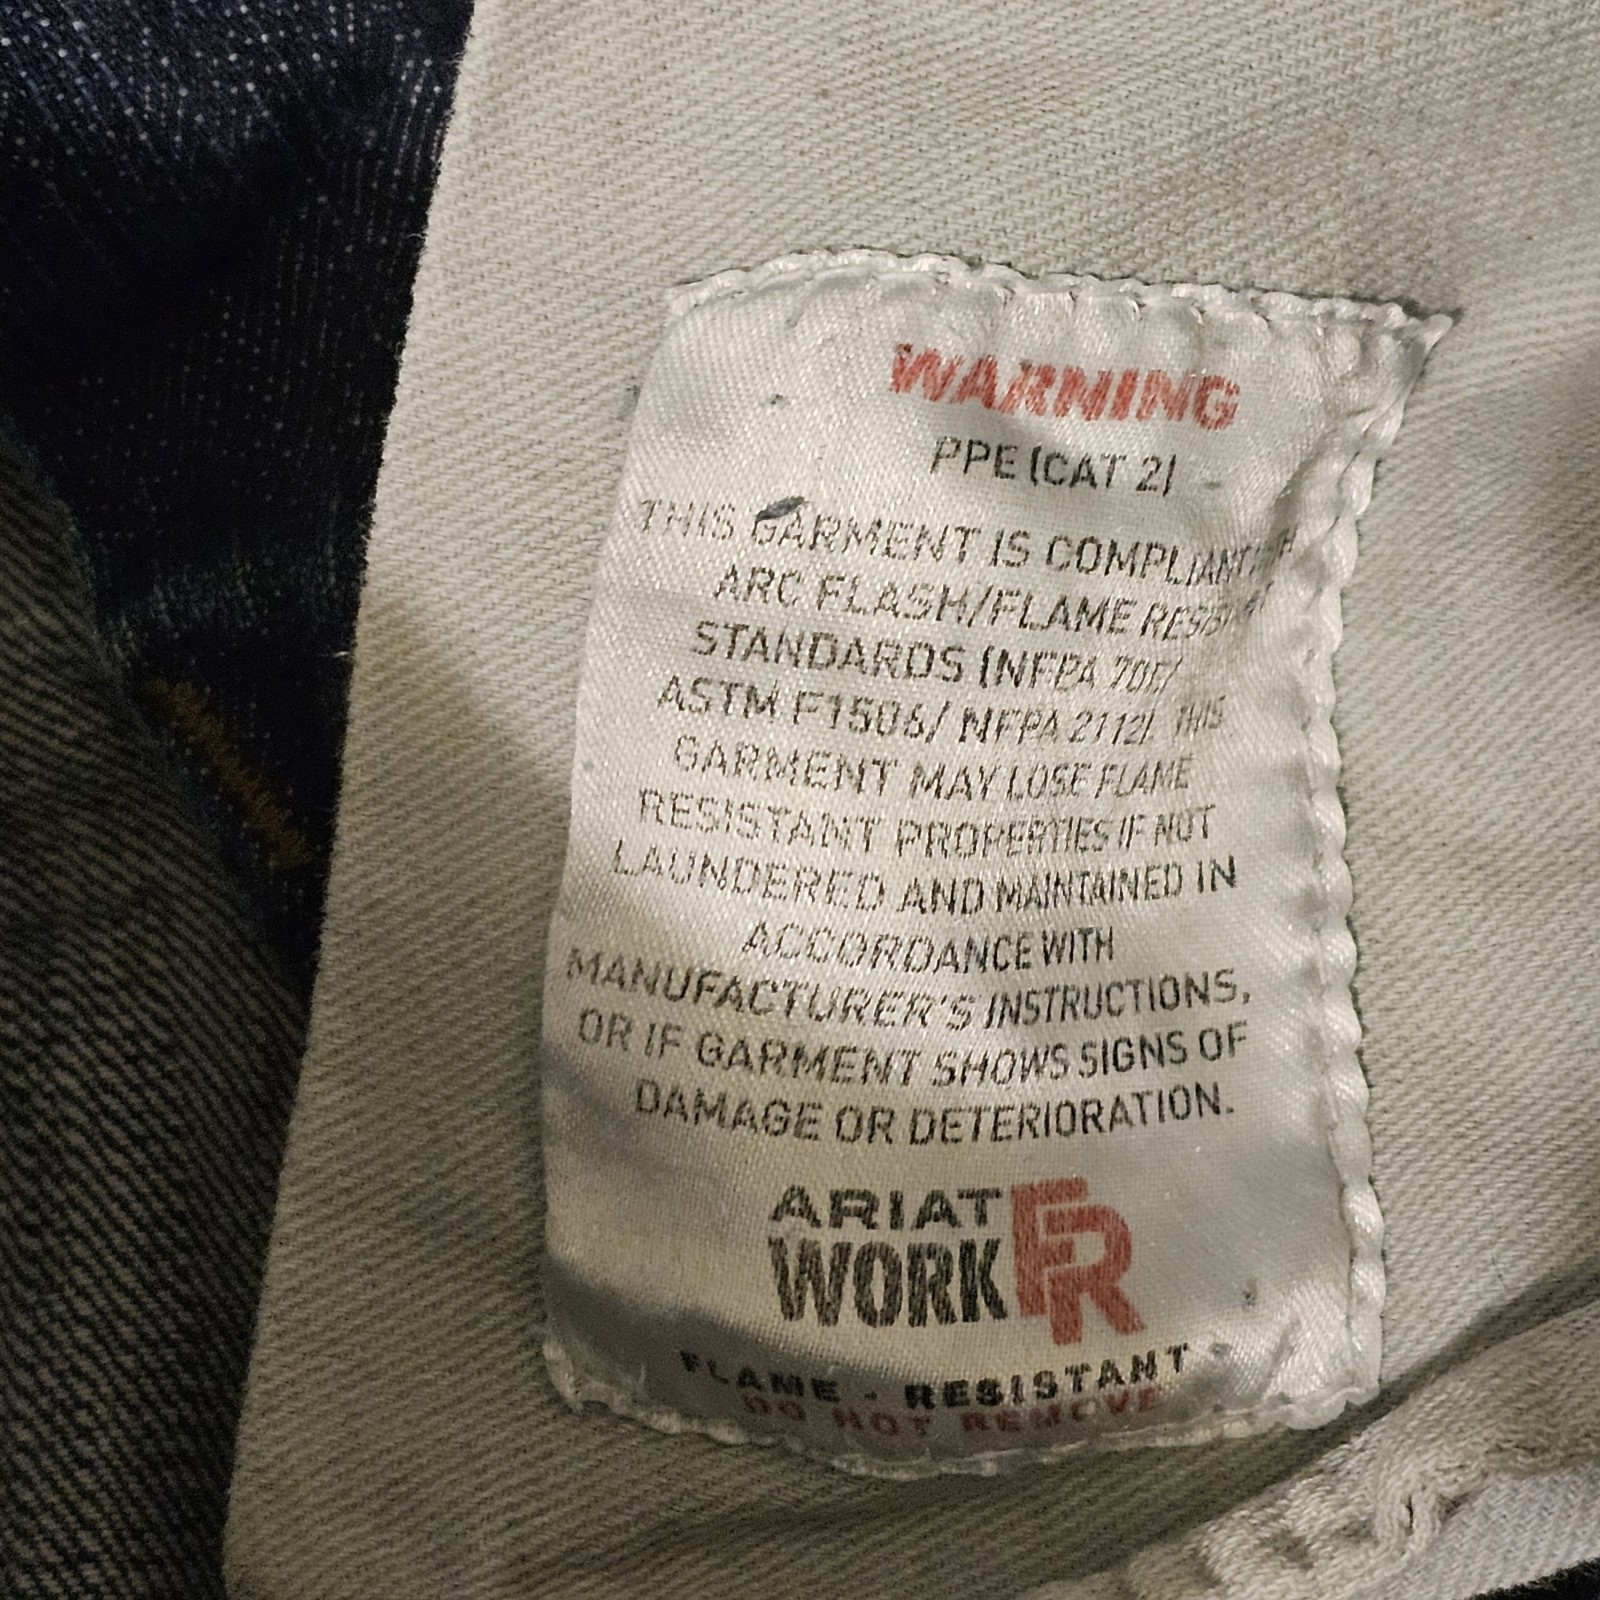 WARNING
PPE (CAT 2)
THIS GARMENT IS COMPLIANT
ARC FLASH/FLAME
STANDARDS (NFPA 70E/
ASTM F1506/ NFPA 2112). THIS
GARMENT MAY LOSE FLAME
RESISTANT PROPERTIES IF NOT
LAUNDERED AND MAINTAINED IN
ACCORDANCE WITH
MANUFACTURER'S INSTRUCTIONS,
OR IF GARMENT SHOWS SIGNS OF
DAMAGE OR DETERIORATION.
ARIAT
WORK FR
FLAME - RESISTANT -
DO NOT REMOVE